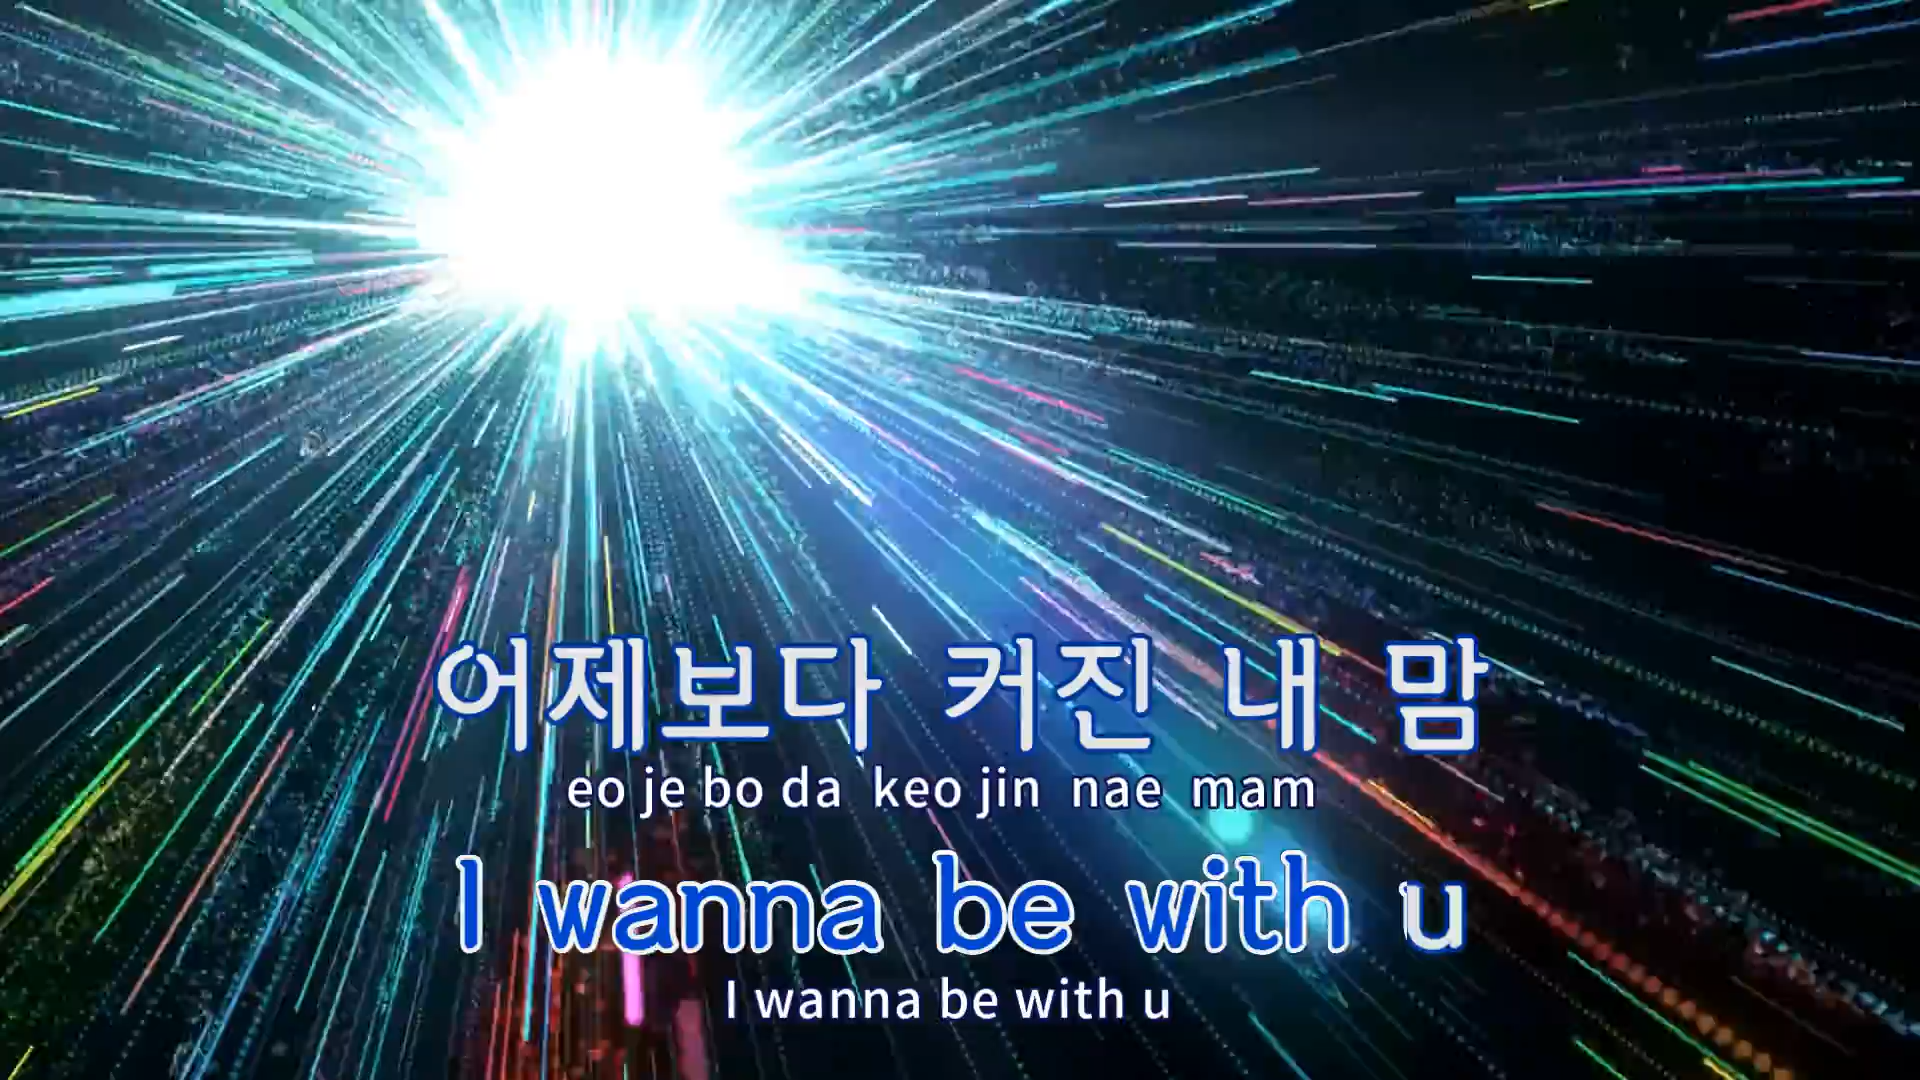 어제보다 커진 내 맘
eo je bo da keo jin nae mam
I wanna be with u
I wanna be with u